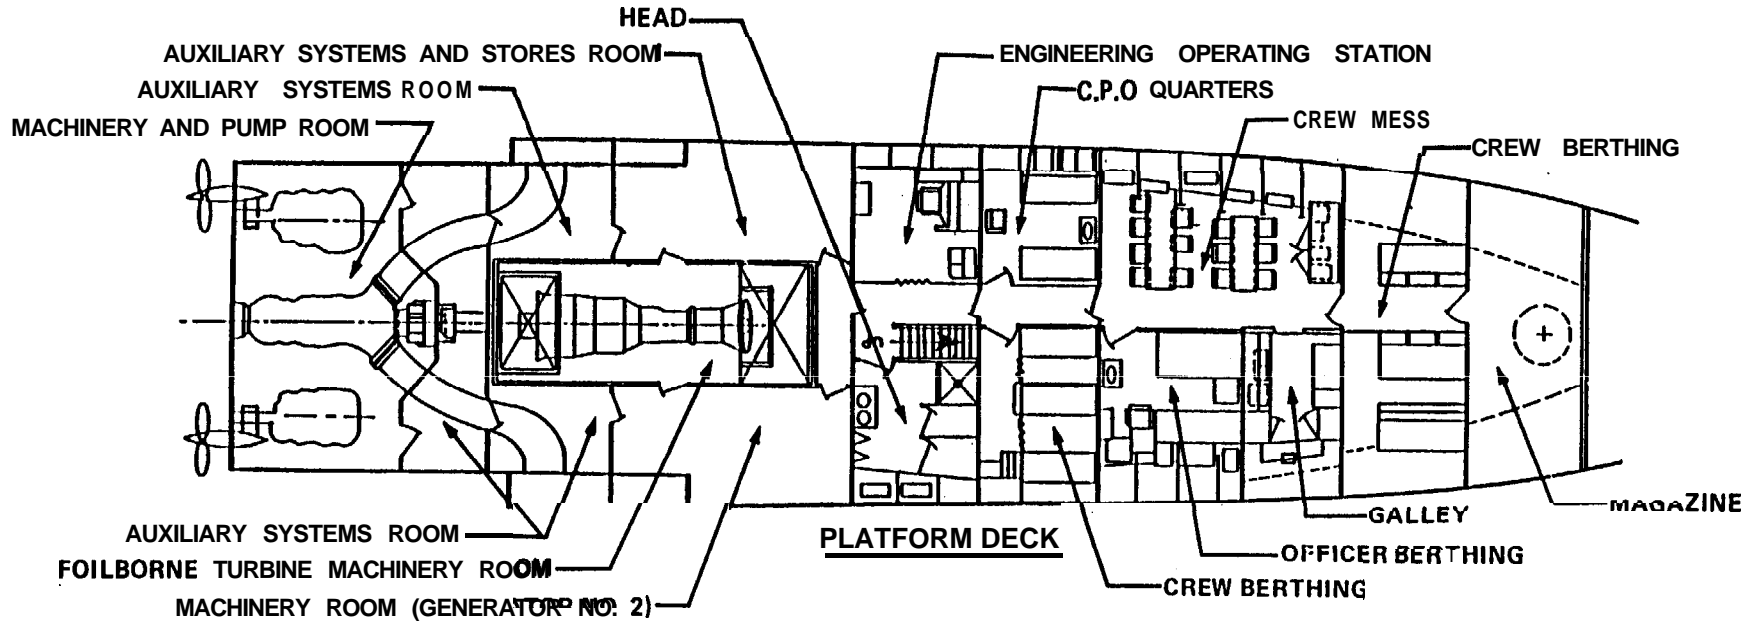 HEAD
AUXILIARY SYSTEMS AND STORES ROOM
ENGINEERING OPERATING STATION
AUXILIARY SYSTEMS ROOM
C.P.O QUARTERS
MACHINERY AND PUMP ROOM
CREW MESS
CREW BERTHING
MAGAZINE
GALLEY
AUXILIARY SYSTEMS ROOM
PLATFORM DECK
OFFICER BERTHING
FOILBORNE TURBINE MACHINERY ROOM
CREW BERTHING
MACHINERY ROOM (GENERATOR NO. 2)